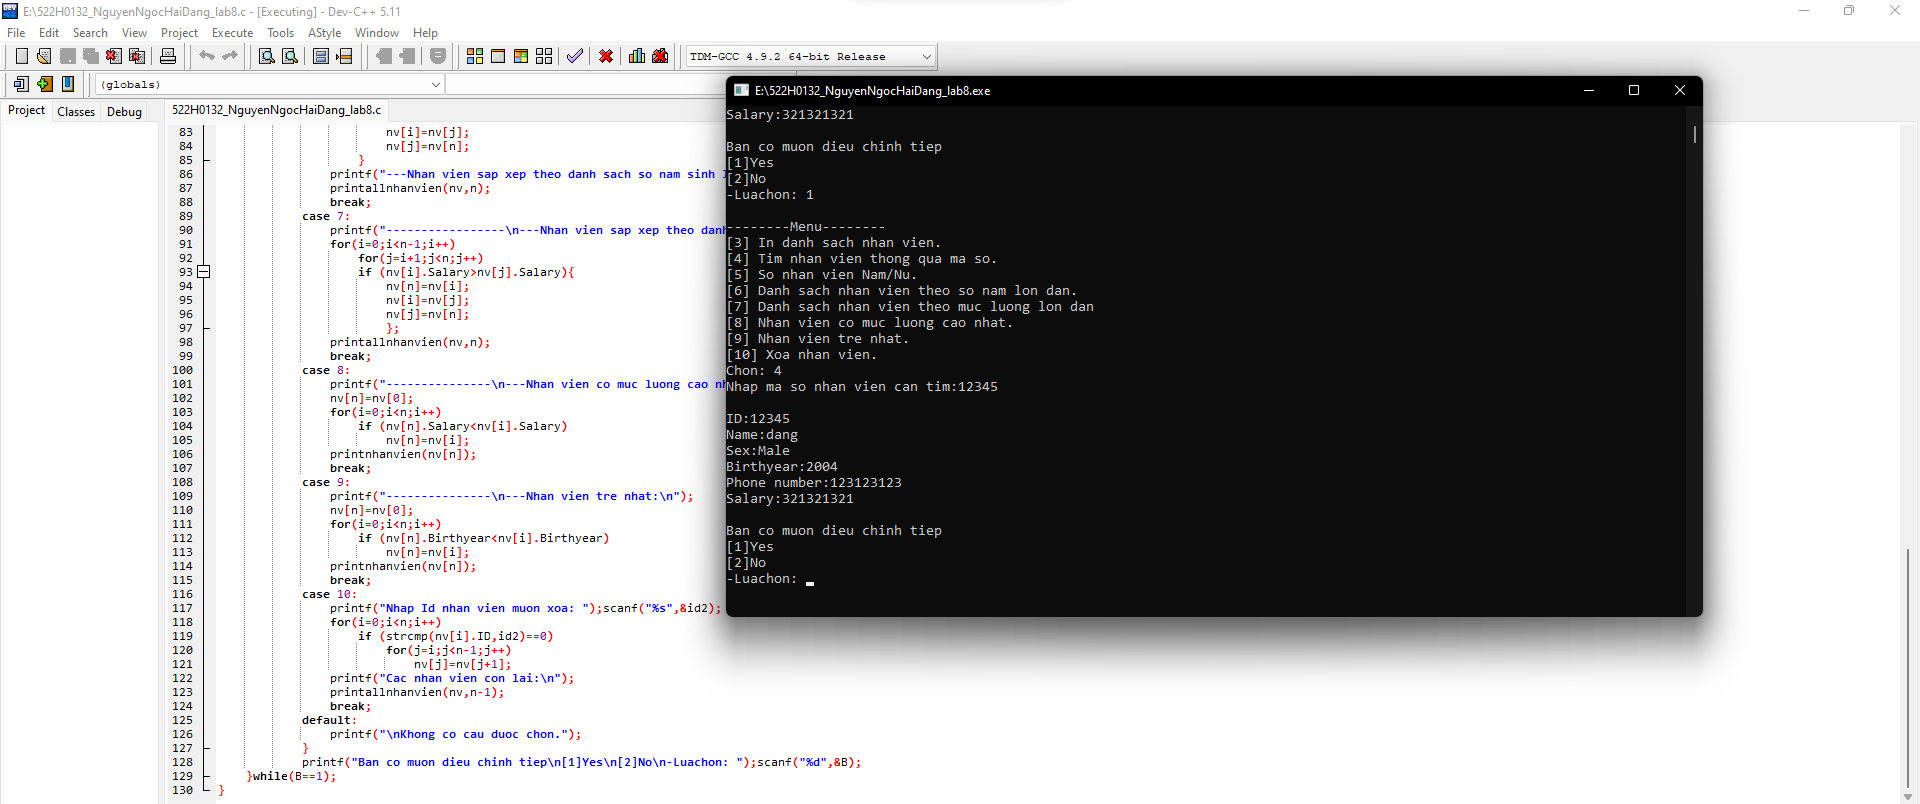 E:\522H0132_NguyenNgocHaiDang_lab8.c - [Executing] - Dev-C++ 5.11
File Edit Search View Project Execute Tools AStyle Window Help
TDM-GCC 4.9.2 64-bit Release
(globals)
Project Classes Debug
522H0132_NguyenNgocHaiDang_lab8.c
83 nv[i]=nv[j];
84 nv[j]=nv[n];
85 }
86 printf("---Nhan vien sap xep theo danh sach so nam sinh
87 printallnhanvien(nv,n);
88 break;
89 case 7:
90 printf("-----------------\n---Nhan vien sap xep theo danh
91 for(i=0;i<n-1;i++)
92 for(j=i+1;j<n;j++)
93 if (nv[i].Salary>nv[j].Salary){
94 nv[n]=nv[i];
95 nv[i]=nv[j];
96 nv[j]=nv[n];
97 };
98 printallnhanvien(nv,n);
99 break;
100 case 8:
101 printf("---------------\n---Nhan vien co muc luong cao nh
102 nv[n]=nv[0];
103 for(i=0;i<n;i++)
104 if (nv[n].Salary<nv[i].Salary)
105 nv[n]=nv[i];
106 printnhanvien(nv[n]);
107 break;
108 case 9:
109 printf("---------------\n---Nhan vien tre nhat:\n");
110 nv[n]=nv[0];
111 for(i=0;i<n;i++)
112 if (nv[n].Birthyear<nv[i].Birthyear)
113 nv[n]=nv[i];
114 printnhanvien(nv[n]);
115 break;
116 case 10:
117 printf("Nhap Id nhan vien muon xoa: ");scanf("%s",&id2);
118 for(i=0;i<n;i++)
119 if (strcmp(nv[i].ID,id2)==0)
120 for(j=i;j<n-1;j++)
121 nv[j]=nv[j+1];
122 printf("Cac nhan vien con lai:\n");
123 printallnhanvien(nv,n-1);
124 break;
125 default:
126 printf("\nKhong co cau duoc chon.");
127 }
128 printf("Ban co muon dieu chinh tiep\n[1]Yes\n[2]No\n-Luachon: ");scanf("%d",&B);
129 }while(B==1);
130 }
E:\522H0132_NguyenNgocHaiDang_lab8.exe
Salary:321321321
Ban co muon dieu chinh tiep
[1]Yes
[2]No
-Luachon: 1
--------Menu--------
[3] In danh sach nhan vien.
[4] Tim nhan vien thong qua ma so.
[5] So nhan vien Nam/Nu.
[6] Danh sach nhan vien theo so nam lon dan.
[7] Danh sach nhan vien theo muc luong lon dan
[8] Nhan vien co muc luong cao nhat.
[9] Nhan vien tre nhat.
[10] Xoa nhan vien.
Chon: 4
Nhap ma so nhan vien can tim:12345
ID:12345
Name:dang
Sex:Male
Birthyear:2004
Phone number:123123123
Salary:321321321
Ban co muon dieu chinh tiep
[1]Yes
[2]No
-Luachon: